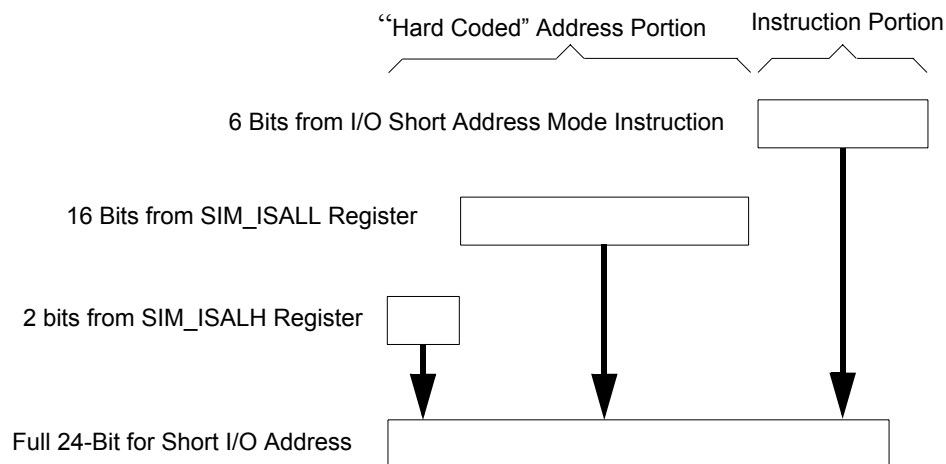 “Hard Coded” Address Portion
Instruction Portion
6 Bits from I/O Short Address Mode Instruction
16 Bits from SIM_ISALL Register
2 bits from SIM_ISALH Register
Full 24-Bit for Short I/O Address